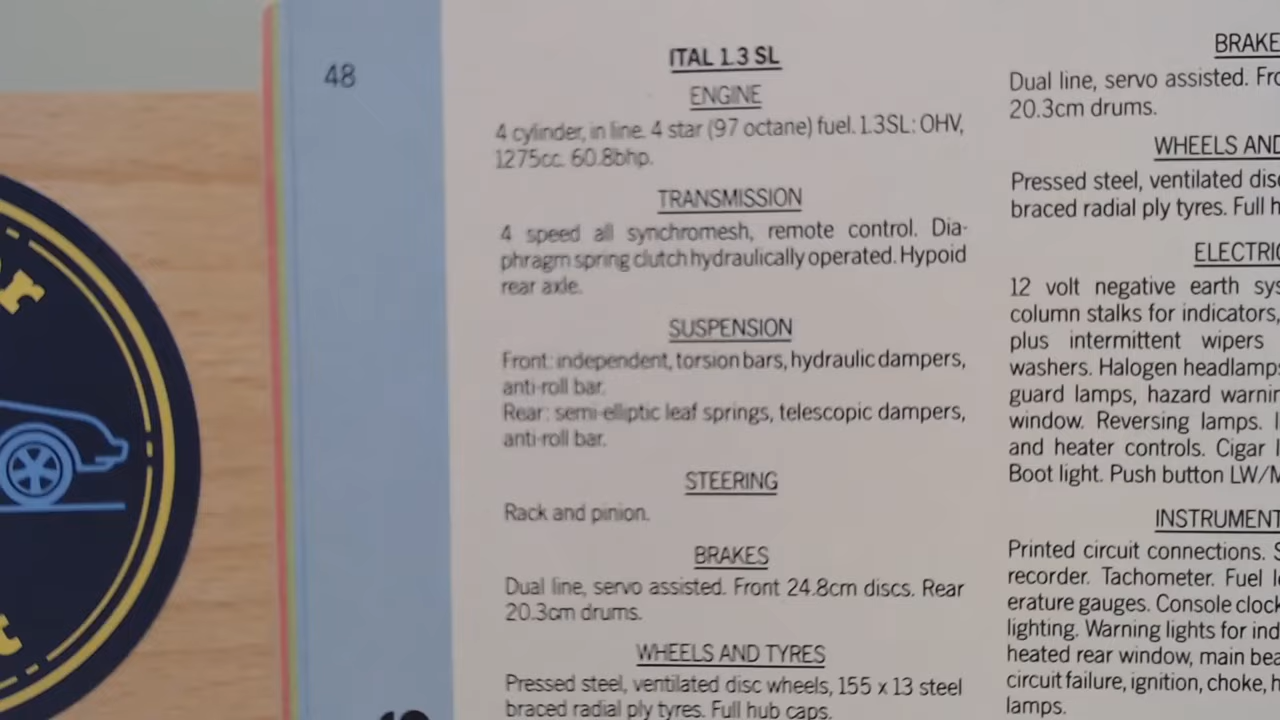 48
ITAL 1.3 SL
ENGINE
4 cylinder, in line. 4 star (97 octane) fuel. 1.3SL: OHV,
1275cc. 60.8bhp.
TRANSMISSION
4 speed all synchromesh, remote control. Dia-
phragm spring clutch hydraulically operated. Hypoid
rear axle.
SUSPENSION
Front: independent, torsion bars, hydraulic dampers,
anti-roll bar.
Rear: semi-elliptic leaf springs, telescopic dampers,
anti-roll bar.
STEERING
Rack and pinion.
BRAKES
Dual line, servo assisted. Front 24.8cm discs. Rear
20.3cm drums.
WHEELS AND TYRES
Pressed steel, ventilated disc wheels, 155 x 13 steel
braced radial ply tyres. Full hub caps.
BRAKE
Dual line, servo assisted. Fro
20.3cm drums.
WHEELS AND
Pressed steel, ventilated disc
braced radial ply tyres. Full h
ELECTRIC
12 volt negative earth sys
column stalks for indicators,
plus intermittent wipers
washers. Halogen headlamps
guard lamps, hazard warnin
window. Reversing lamps. I
and heater controls. Cigar l
Boot light. Push button LW/M
INSTRUMENT
Printed circuit connections. S
recorder. Tachometer. Fuel le
erature gauges. Console clock
lighting. Warning lights for ind
heated rear window, main bea
circuit failure, ignition, choke, h
lamps.